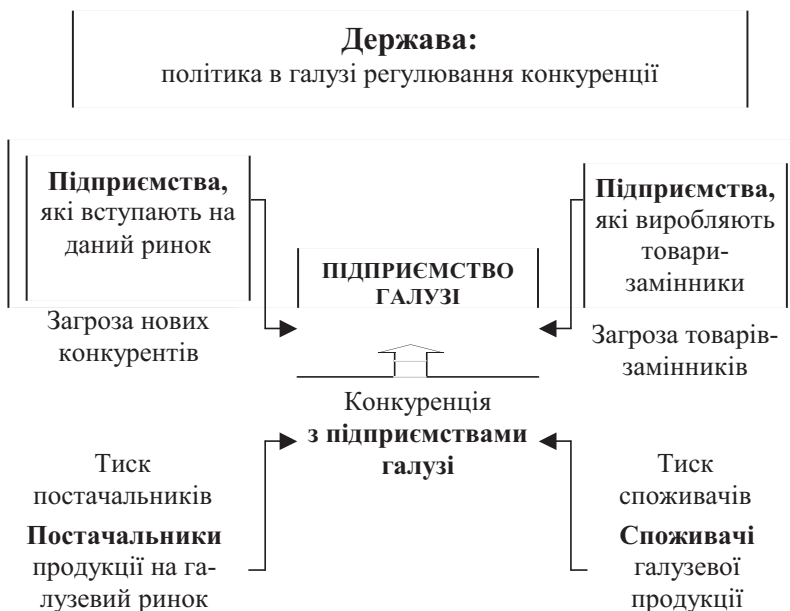 Держава:
політика в галузі регулювання конкуренції
Підприємства,
які вступають на
даний ринок
Підприємства,
які виробляють
товари-
замінники
ПІДПРИЄМСТВО
ГАЛУЗІ
Загроза нових
конкурентів
Загроза товарів-
замінників
Конкуренція
з підприємствами
галузі
Тиск
постачальників
Тиск
споживачів
Постачальники
продукції на га-
лузевий ринок
Споживачі
галузевої
продукції